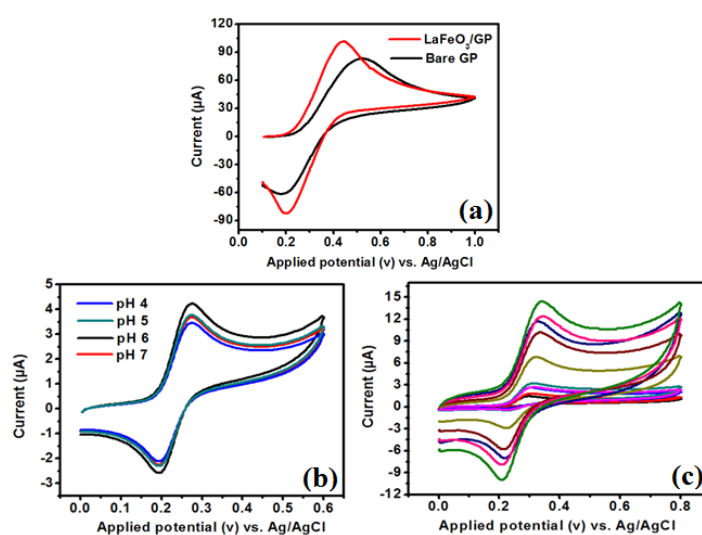 120
90
60
30
0
-30
-60
-90
Current (µA)
LaFeO3/GP
Bare GP
(a)
0.0 0.2 0.4 0.6 0.8 1.0
Applied potential (v) vs. Ag/AgCl
5
4
3
2
1
0
-1
-2
-3
-4
Current (µA)
pH 4
pH 5
pH 6
pH 7
(b)
0.0 0.1 0.2 0.3 0.4 0.5 0.6
Applied potential (v) vs. Ag/AgCl
15
12
9
6
3
0
-3
-6
-9
-12
Current (µA)
(c)
0.0 0.2 0.4 0.6 0.8
Applied potential (v) vs. Ag/AgCl